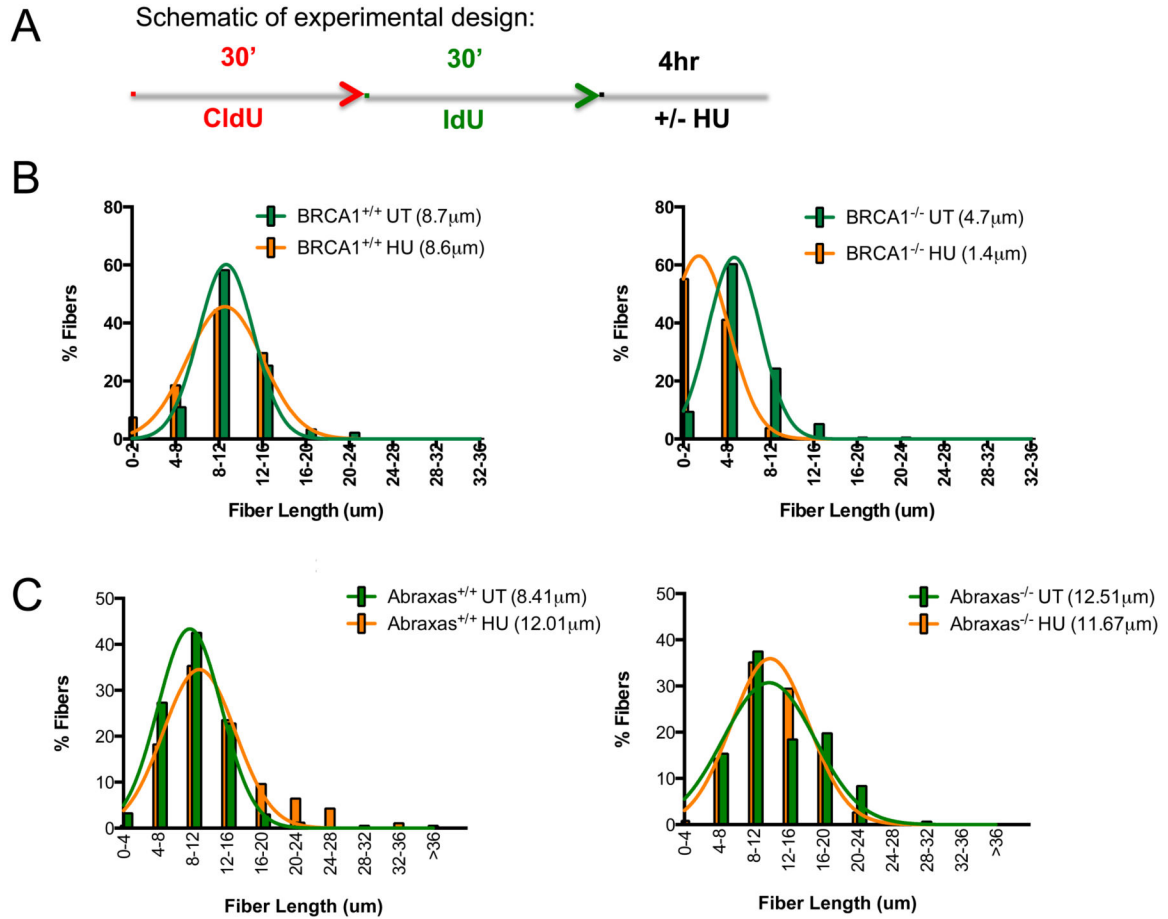 A
Schematic of experimental design:
30’ 30’ 4hr
CldU IdU +/- HU
B
BRCA1+/+ UT (8.7µm)
BRCA1+/+ HU (8.6µm)
% Fibers
80
60
40
20
0
0-2 4-8 8-12 12-16 16-20 20-24 24-28 28-32 32-36
Fiber Length (um)
BRCA1-/- UT (4.7µm)
BRCA1-/- HU (1.4µm)
% Fibers
80
60
40
20
0
0-2 4-8 8-12 12-16 16-20 20-24 24-28 28-32 32-36
Fiber Length (um)
C
Abraxas+/+ UT (8.41µm)
Abraxas+/+ HU (12.01µm)
% Fibers
50
40
30
20
10
0
0-4 4-8 8-12 12-16 16-20 20-24 24-28 28-32 32-36 >36
Fiber Length (um)
Abraxas-/- UT (12.51µm)
Abraxas-/- HU (11.67µm)
% Fibers
50
40
30
20
10
0
0-4 4-8 8-12 12-16 16-20 20-24 24-28 28-32 32-36 >36
Fiber Length (um)